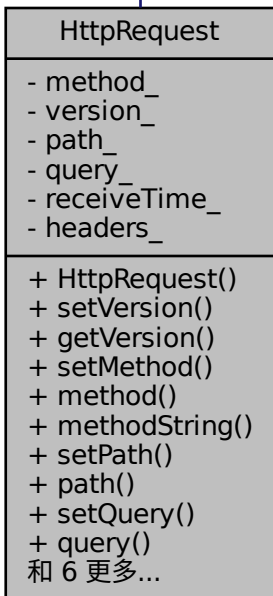 HttpRequest
- method_
- version_
- path_
- query_
- receiveTime_
- headers_
+ HttpRequest()
+ setVersion()
+ getVersion()
+ setMethod()
+ method()
+ methodString()
+ setPath()
+ path()
+ setQuery()
+ query()
和 6 更多...